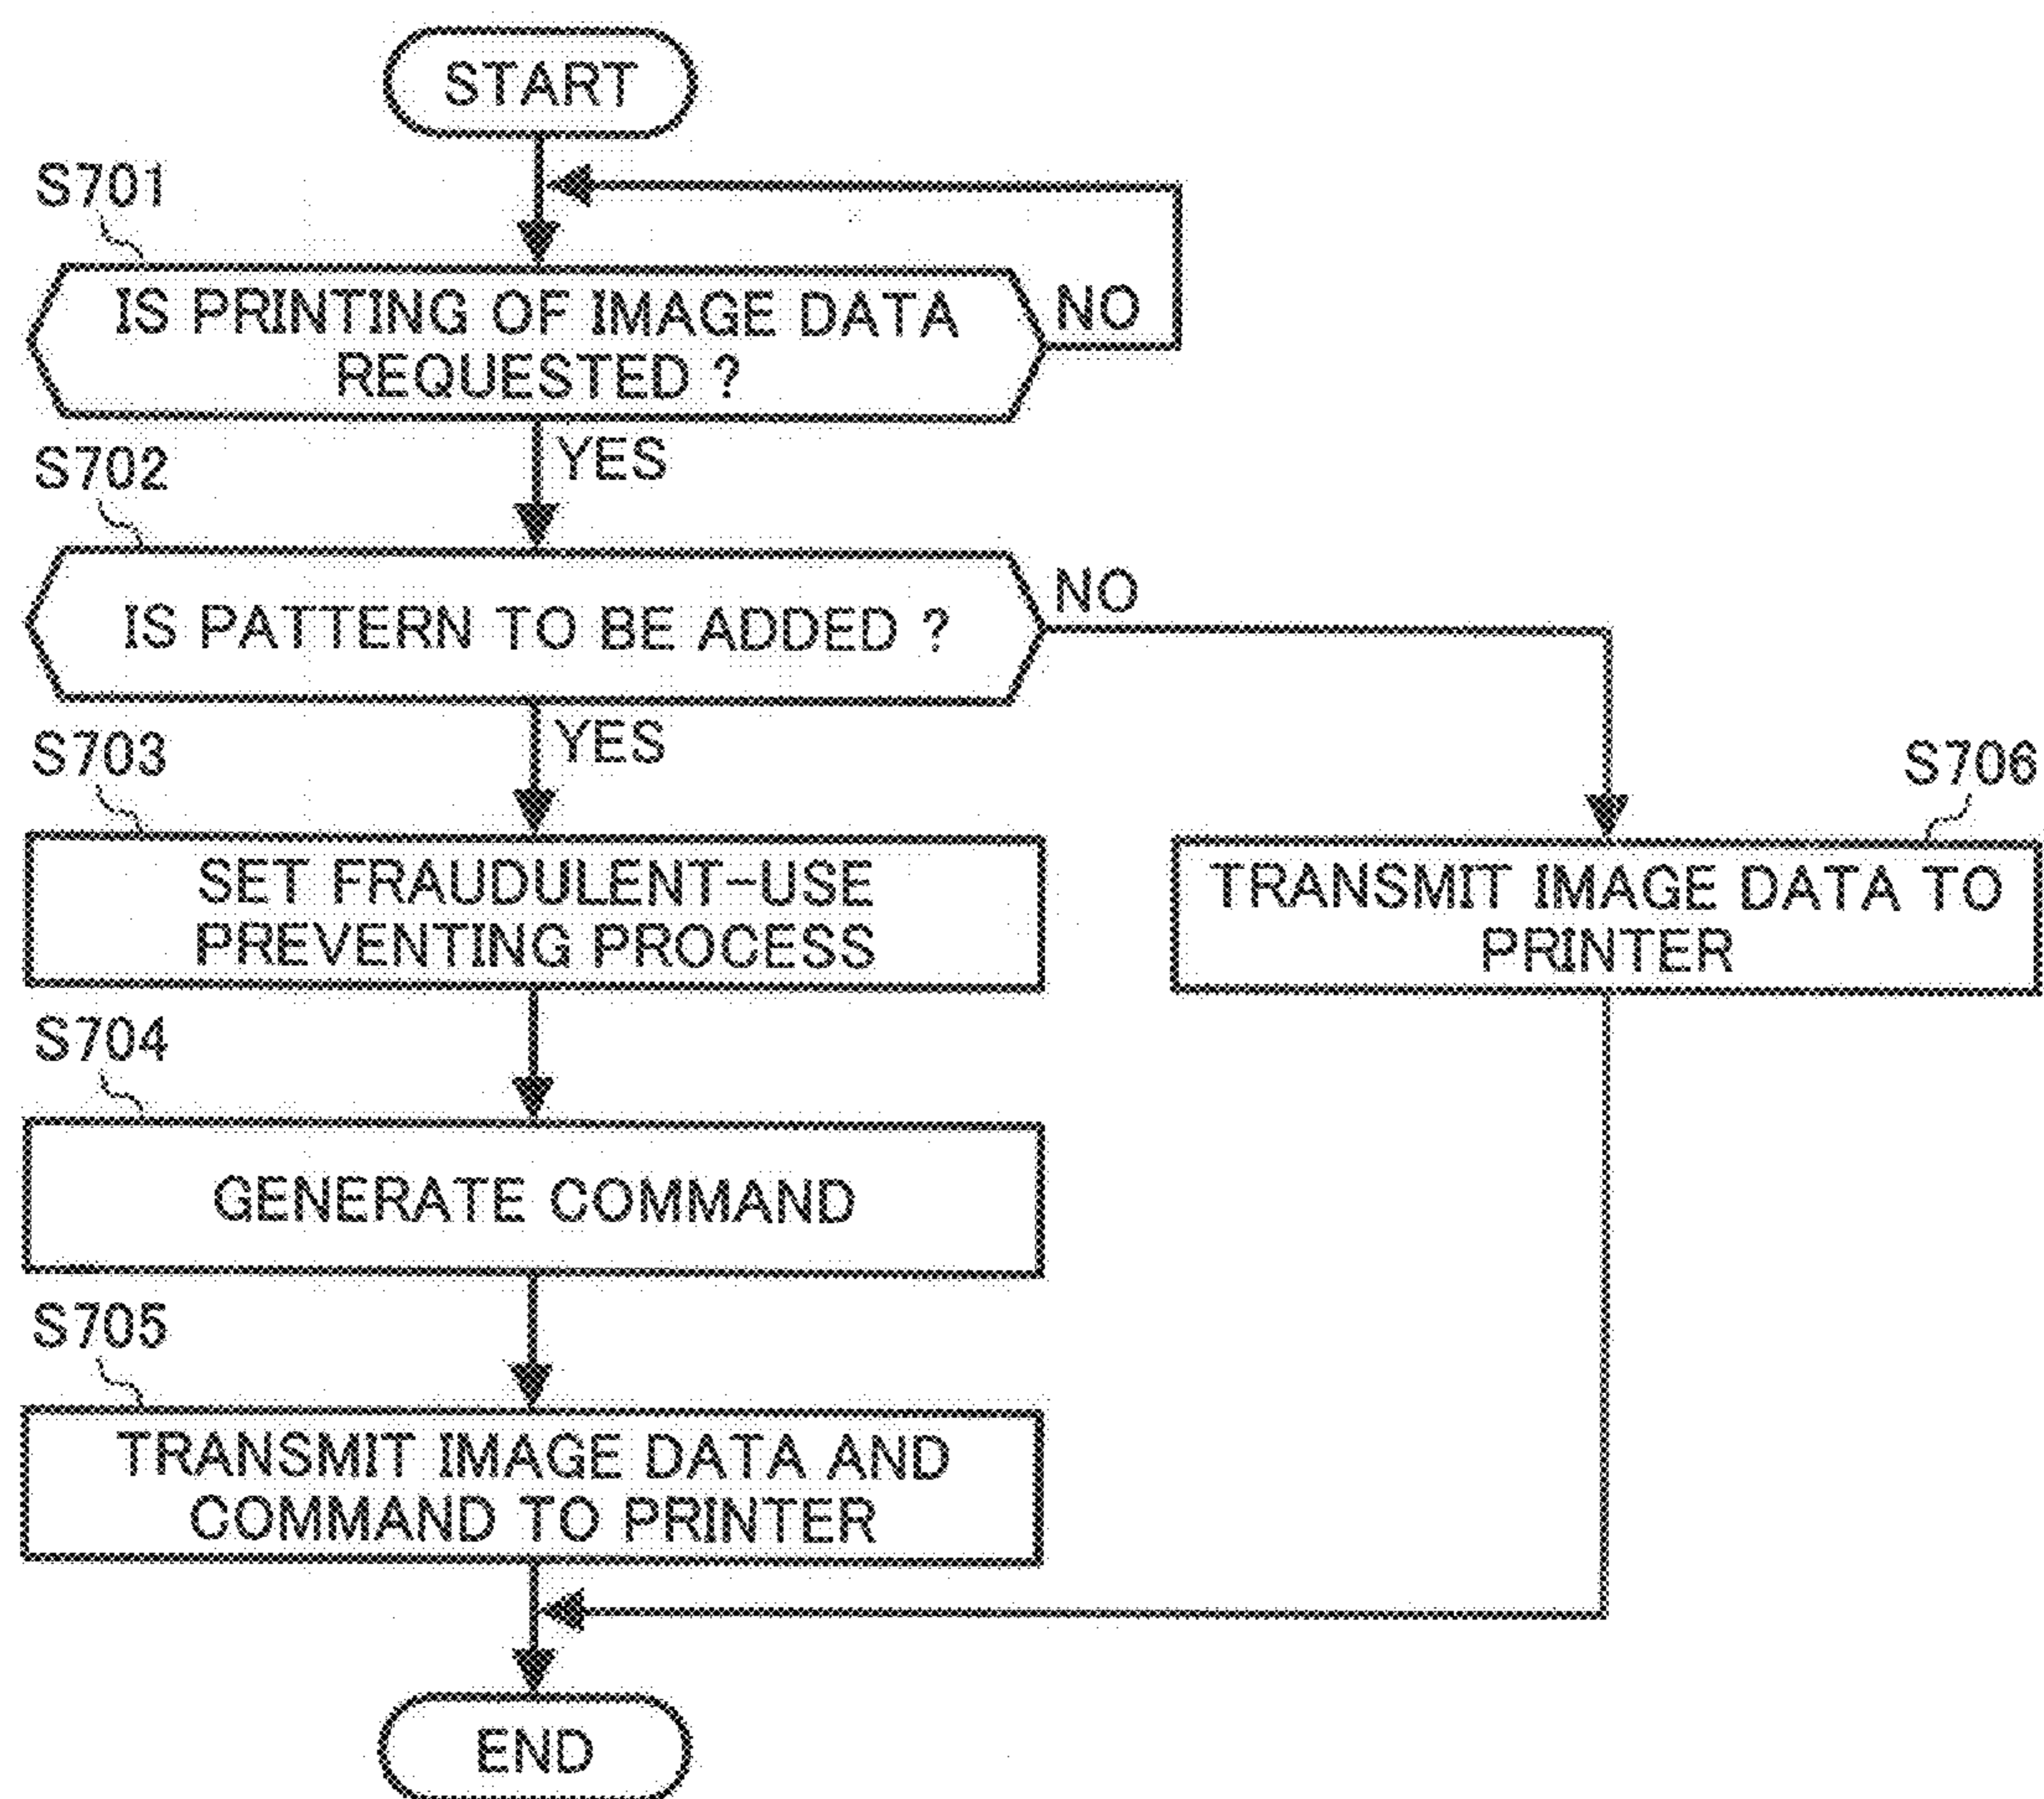 START
S701
IS PRINTING OF IMAGE DATA
REQUESTED ?
NO
YES
S702
IS PATTERN TO BE ADDED ?
NO
YES
S703
SET FRAUDULENT-USE
PREVENTING PROCESS
S706
TRANSMIT IMAGE DATA TO
PRINTER
S704
GENERATE COMMAND
S705
TRANSMIT IMAGE DATA AND
COMMAND TO PRINTER
END